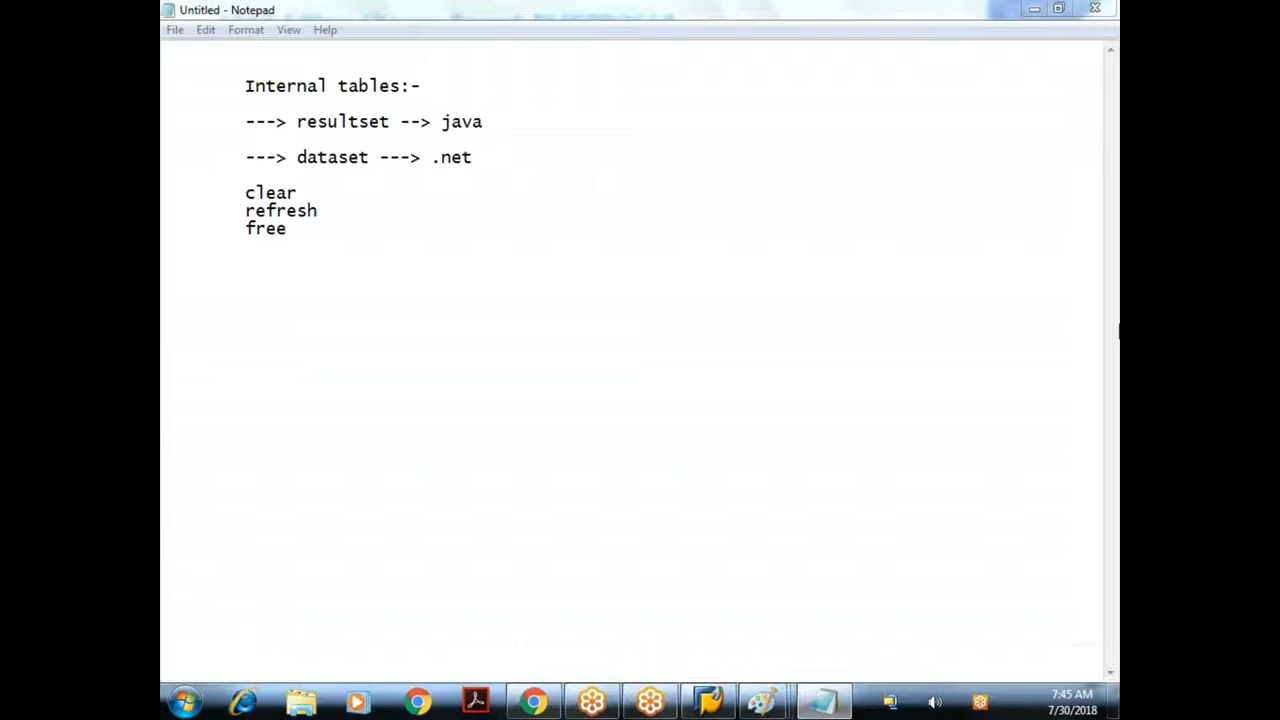 Untitled - Notepad
File Edit Format View Help
Internal tables:-
---> resultset --> java
---> dataset ---> .net
clear
refresh
free
7:45 AM
7/30/2018